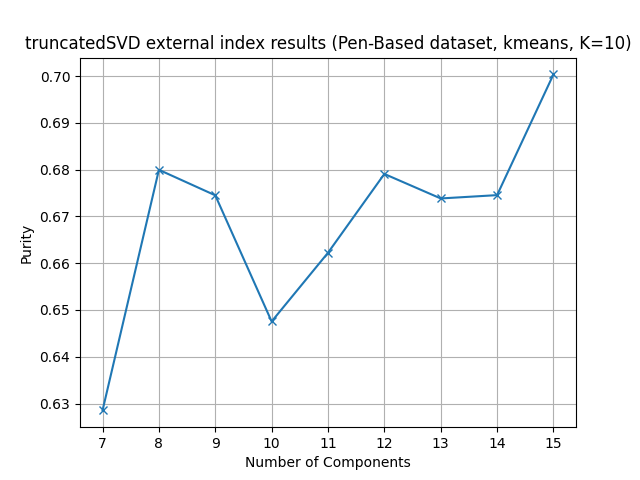 truncatedSVD external index results (Pen-Based dataset, kmeans, K=10)
0.70
0.69
0.68
0.67
0.66
0.65
0.64
0.63
Purity
7 8 9 10 11 12 13 14 15
Number of Components